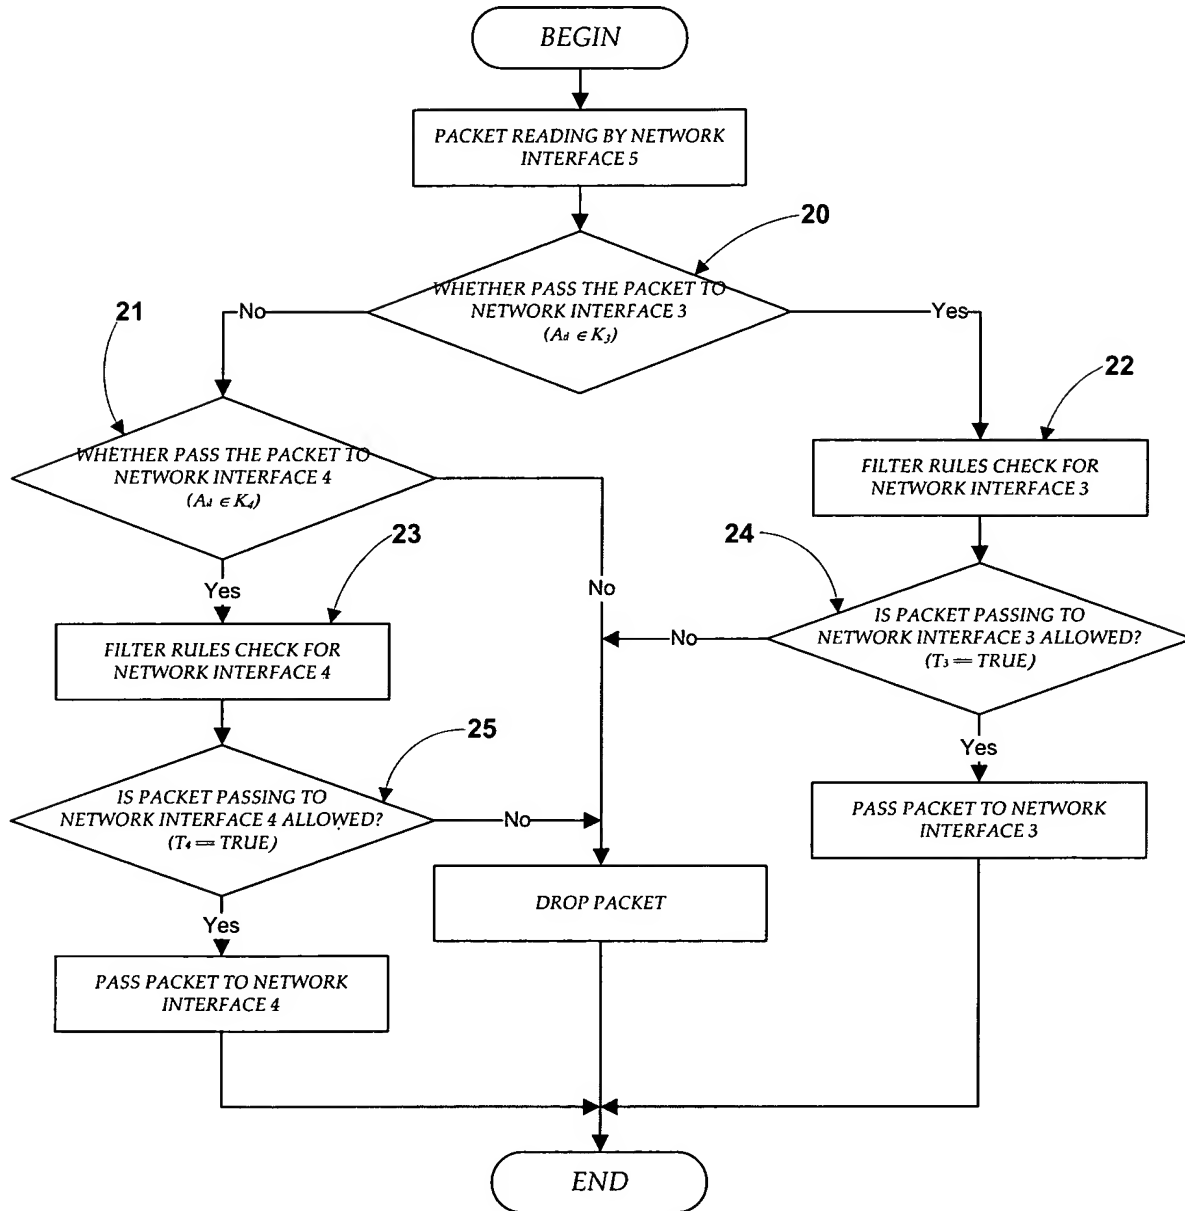 BEGIN
PACKET READING BY NETWORK
INTERFACE 5
20
WHETHER PASS THE PACKET TO
NETWORK INTERFACE 3
(Ad ∈ K3)
No
Yes
21
WHETHER PASS THE PACKET TO
NETWORK INTERFACE 4
(Ad ∈ K4)
22
FILTER RULES CHECK FOR
NETWORK INTERFACE 3
Yes
No
23
FILTER RULES CHECK FOR
NETWORK INTERFACE 4
24
IS PACKET PASSING TO
NETWORK INTERFACE 3 ALLOWED?
(T3 == TRUE)
No
Yes
25
IS PACKET PASSING TO
NETWORK INTERFACE 4 ALLOWED?
(T4 == TRUE)
No
Yes
PASS PACKET TO NETWORK
INTERFACE 3
DROP PACKET
PASS PACKET TO NETWORK
INTERFACE 4
END